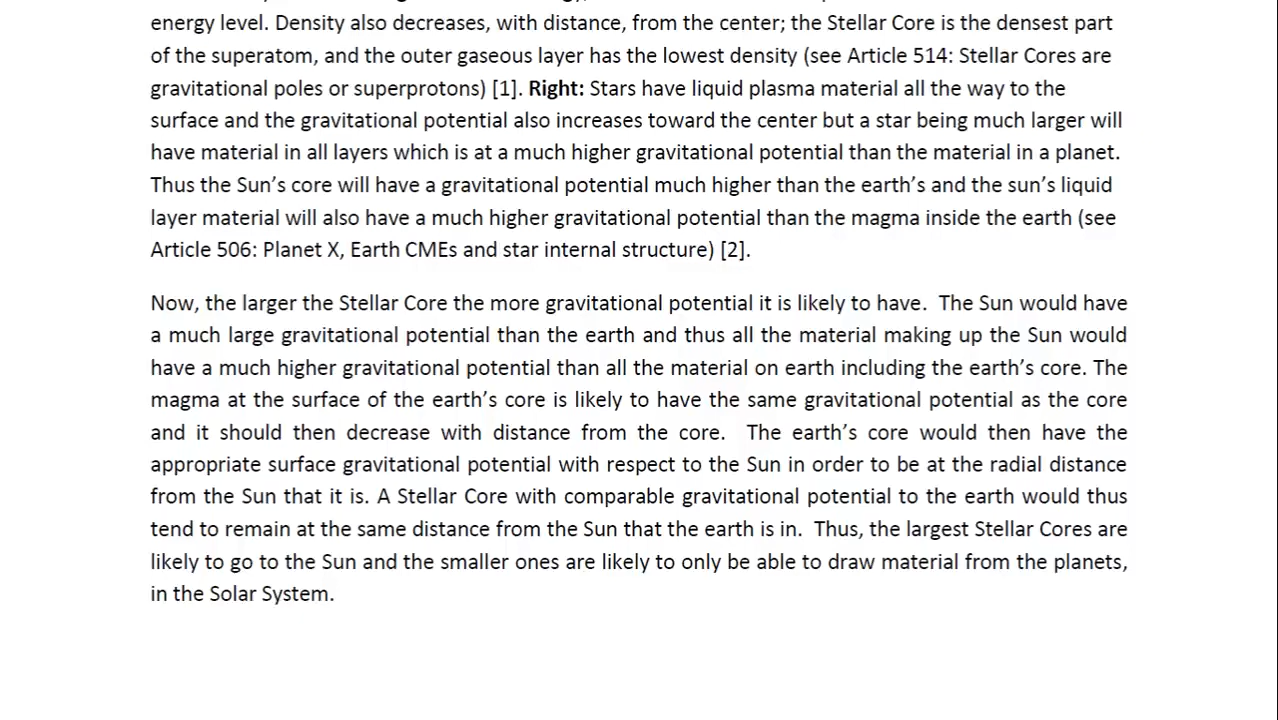 energy level. Density also decreases, with distance, from the center; the Stellar Core is the densest part
of the superatom, and the outer gaseous layer has the lowest density (see Article 514: Stellar Cores are
gravitational poles or superprotons) [1]. Right: Stars have liquid plasma material all the way to the
surface and the gravitational potential also increases toward the center but a star being much larger will
have material in all layers which is at a much higher gravitational potential than the material in a planet.
Thus the Sun’s core will have a gravitational potential much higher than the earth’s and the sun’s liquid
layer material will also have a much higher gravitational potential than the magma inside the earth (see
Article 506: Planet X, Earth CMEs and star internal structure) [2].
Now, the larger the Stellar Core the more gravitational potential it is likely to have. The Sun would have
a much large gravitational potential than the earth and thus all the material making up the Sun would
have a much higher gravitational potential than all the material on earth including the earth’s core. The
magma at the surface of the earth’s core is likely to have the same gravitational potential as the core
and it should then decrease with distance from the core. The earth’s core would then have the
appropriate surface gravitational potential with respect to the Sun in order to be at the radial distance
from the Sun that it is. A Stellar Core with comparable gravitational potential to the earth would thus
tend to remain at the same distance from the Sun that the earth is in. Thus, the largest Stellar Cores are
likely to go to the Sun and the smaller ones are likely to only be able to draw material from the planets,
in the Solar System.